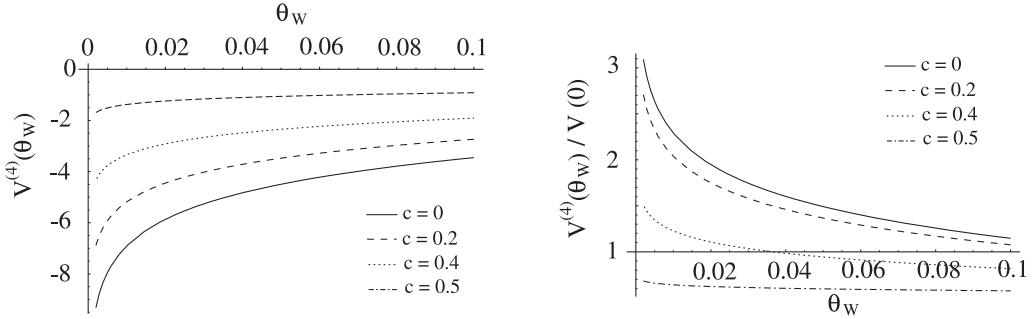 θW
0 0.02 0.04 0.06 0.08 0.1
0
-2
-4
-6
-8
V(4)(θW)
c = 0
c = 0.2
c = 0.4
c = 0.5
3
2
1
V(4)(θW) / V (0)
c = 0
c = 0.2
c = 0.4
c = 0.5
0.02 0.04 0.06 0.08 0.1
θW